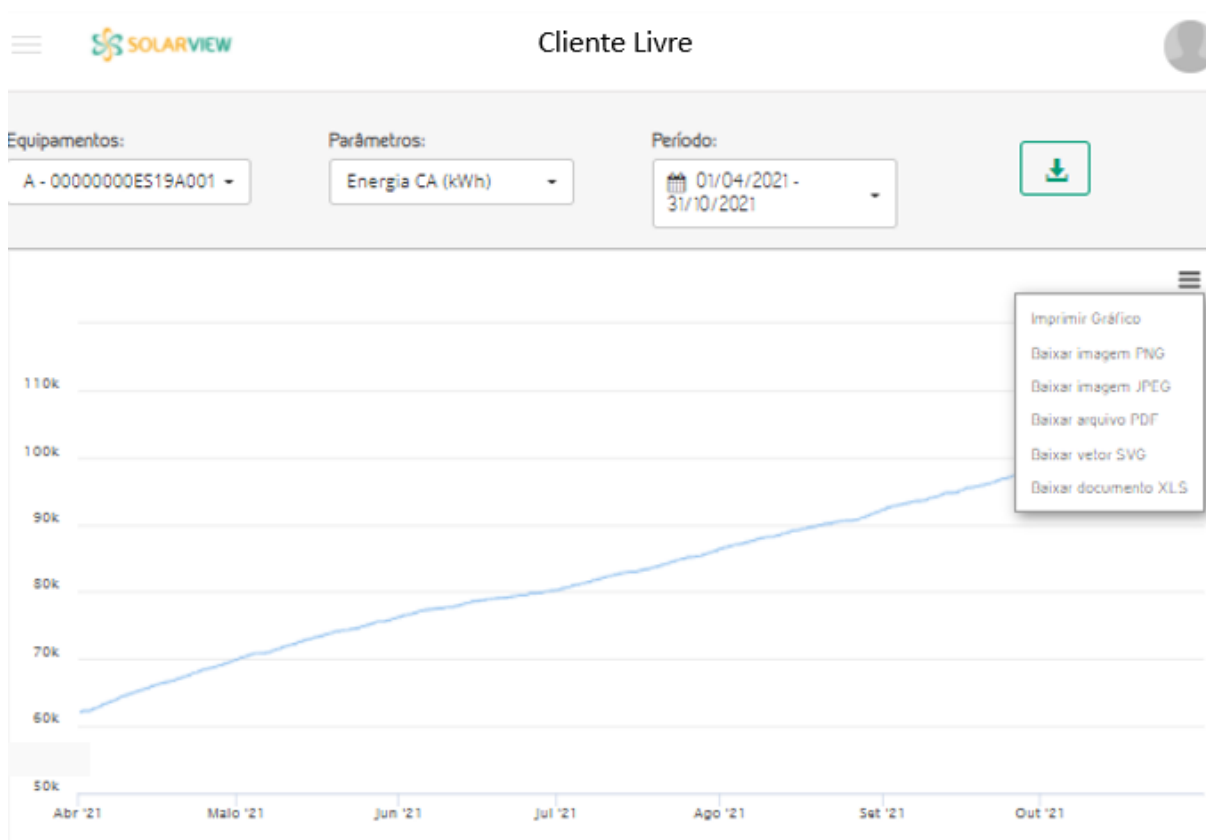 SOLARVIEW
Cliente Livre
Equipamentos:
A - 00000000ES19A001
Parâmetros:
Energia CA (kWh)
Período:
01/04/2021 -
31/10/2021
Imprimir Gráfico
Baixar imagem PNG
Baixar imagem JPEG
Baixar arquivo PDF
Baixar vetor SVG
Baixar documento XLS
110k
100k
90k
80k
70k
60k
50k
Abr '21
Maio '21
Jun '21
Jul '21
Ago '21
Set '21
Out '21